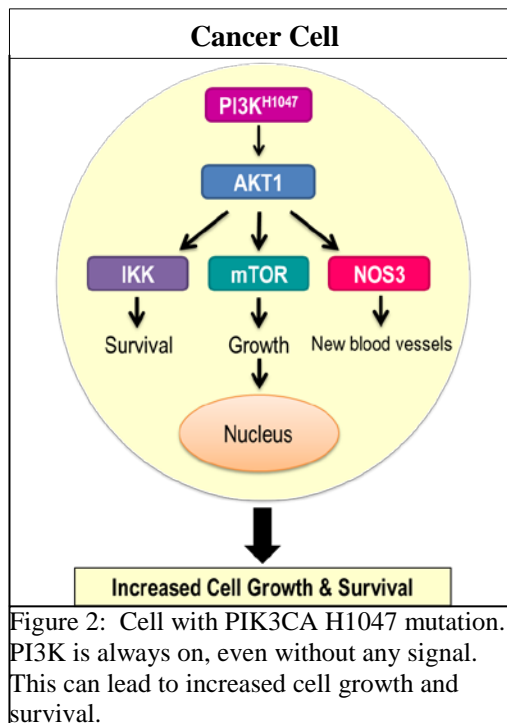 Cancer Cell
PI3K^H1047
AKT1
IKK mTOR NOS3
Survival Growth New blood vessels
Nucleus
Increased Cell Growth & Survival
Figure 2: Cell with PIK3CA H1047 mutation.
PI3K is always on, even without any signal.
This can lead to increased cell growth and
survival.